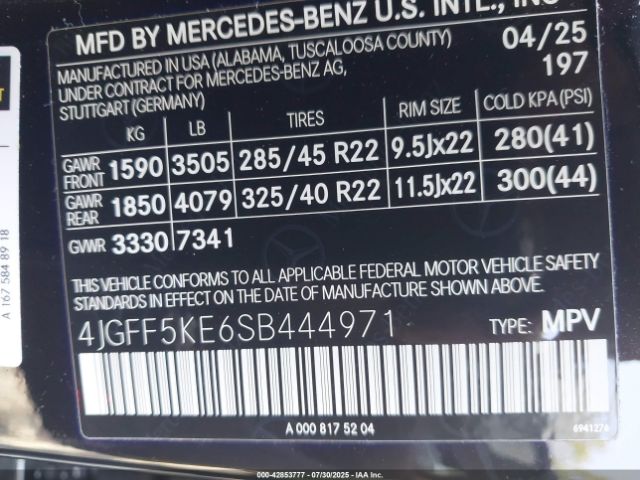 MFD BY MERCEDES-BENZ U.S. INTL., INC
MANUFACTURED IN USA (ALABAMA, TUSCALOOSA COUNTY) 04/25
UNDER CONTRACT FOR MERCEDES-BENZ AG, 197
STUTTGART (GERMANY)
KG LB TIRES RIM SIZE COLD KPA(PSI)
GAWR FRONT 1590 3505 285/45 R22 9.5Jx22 280(41)
GAWR REAR 1850 4079 325/40 R22 11.5Jx22 300(44)
GVWR 3330 7341
THIS VEHICLE CONFORMS TO ALL APPLICABLE FEDERAL MOTOR VEHICLE SAFETY
STANDARDS IN EFFECT ON THE DATE OF MANUFACTURE SHOWN ABOVE.
4JGFF5KE6SB444971 TYPE: MPV
A 000 817 52 04
6941276
A 167 584 89 18
000-42853777 - 07/30/2025 - IAAI.COM